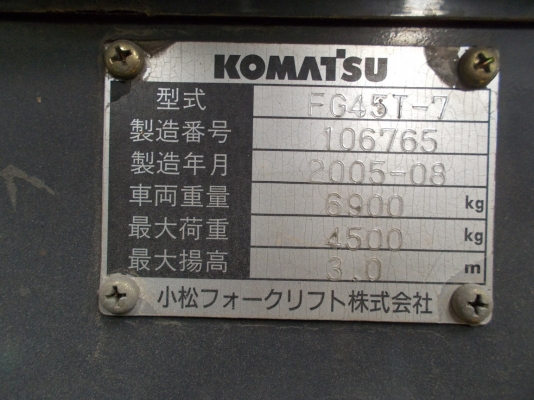 KOMATSU
型式 FG45T-7
製造番号 106765
製造年月 2005-08
車両重量 6900 kg
最大荷重 4500 kg
最大揚高 3.0 m
小松フォークリフト株式会社